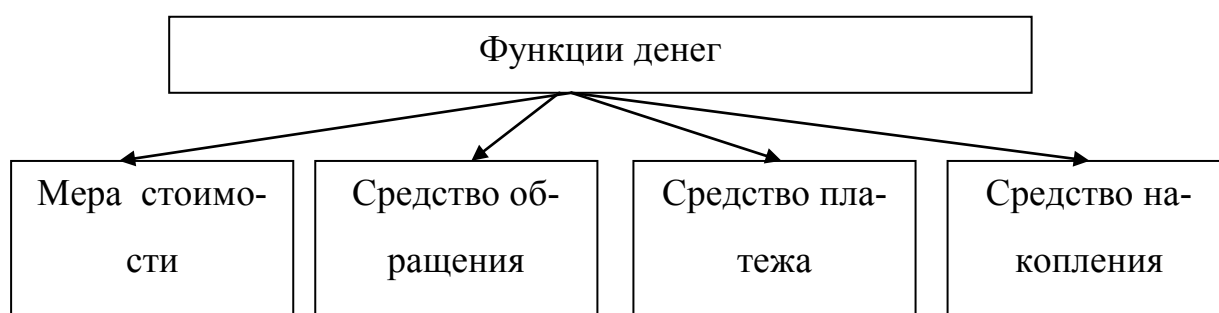 Функции денег
Мера стоимо-
сти
Средство об-
ращения
Средство пла-
тежа
Средство на-
копления